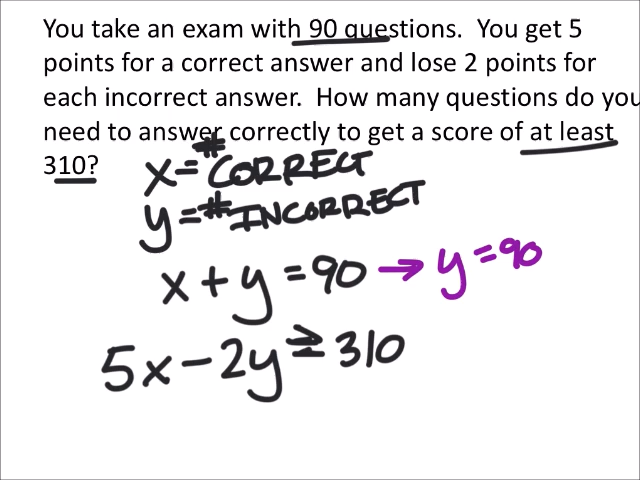 You take an exam with 90 questions. You get 5
points for a correct answer and lose 2 points for
each incorrect answer. How many questions do you
need to answer correctly to get a score of at least
310?
x=#CORRECT
y=#INCORRECT
x+y=90→y=90
5x-2y≥310